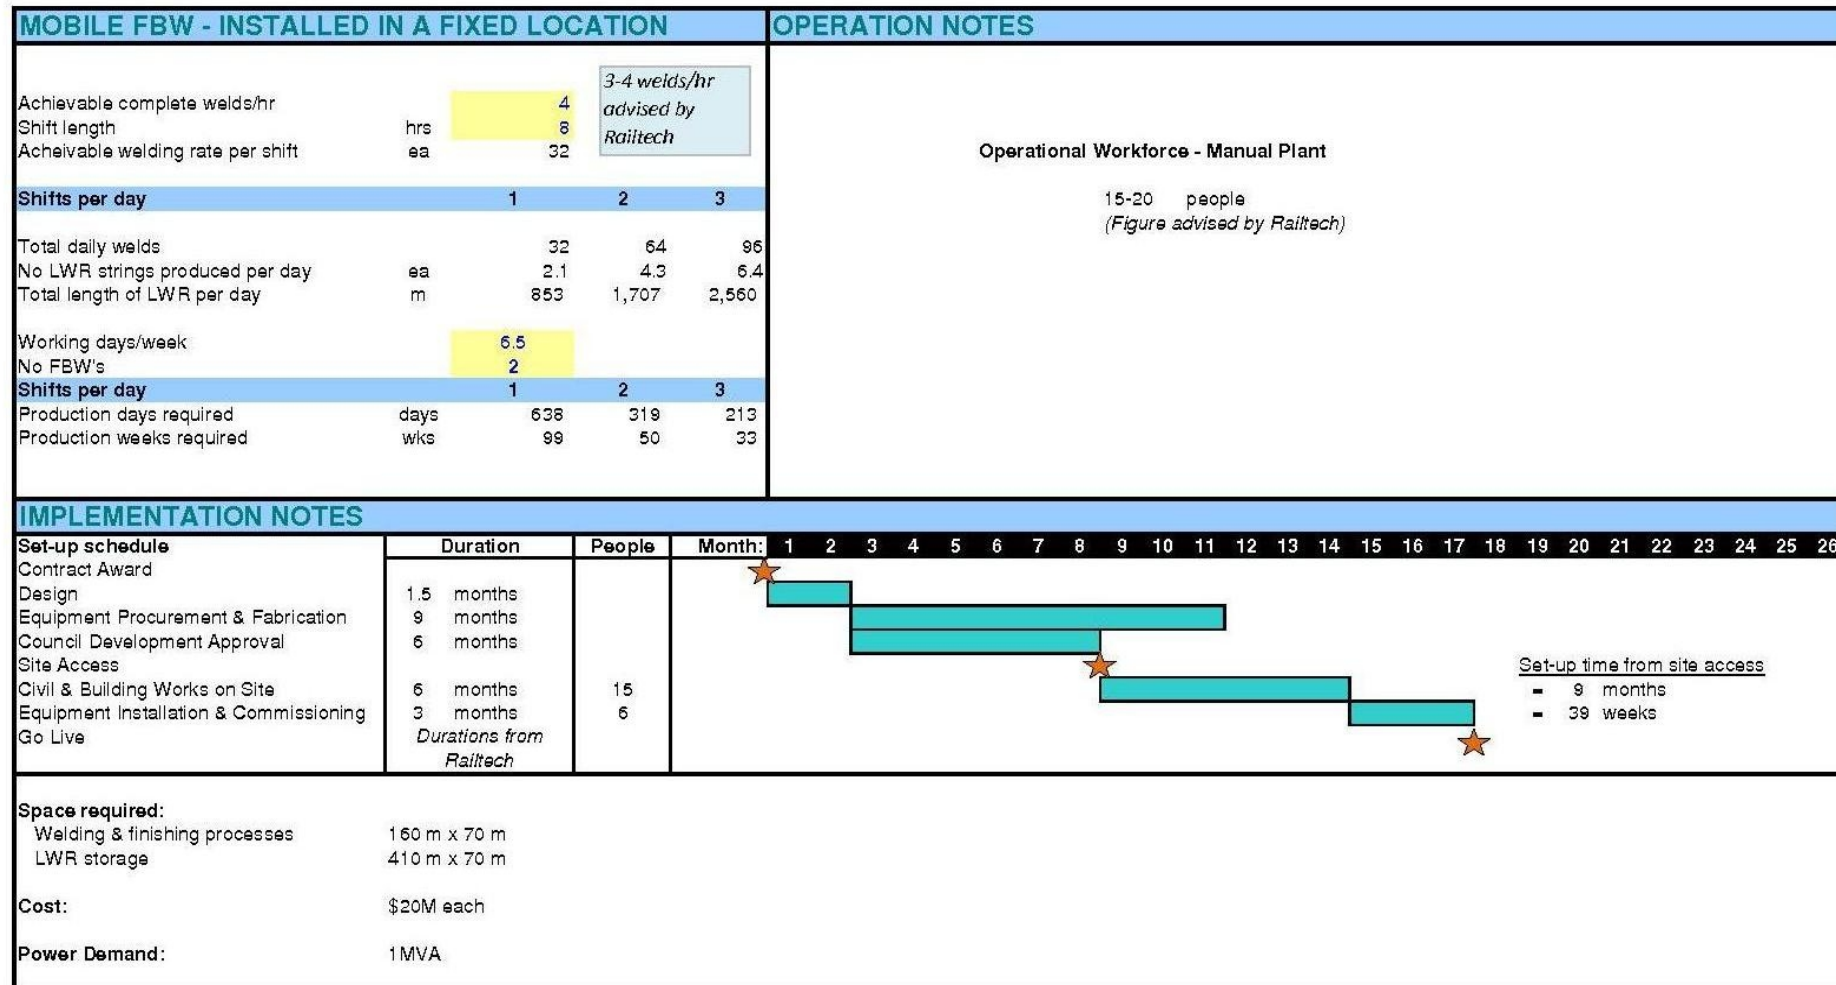 MOBILE FBW - INSTALLED IN A FIXED LOCATION
OPERATION NOTES
3-4 welds/hr
advised by
Railtech
Achievable complete welds/hr 4
Shift length hrs 8
Acheivable welding rate per shift ea 32
Operational Workforce - Manual Plant
15-20 people
(Figure advised by Railtech)
Shifts per day 1 2 3
Total daily welds 32 64 96
No LWR strings produced per day ea 2.1 4.3 6.4
Total length of LWR per day m 853 1,707 2,560
Working days/week 6.5
No FBW's 2
Shifts per day 1 2 3
Production days required days 638 319 213
Production weeks required wks 99 50 33
IMPLEMENTATION NOTES
Set-up schedule Duration People Month: 1 2 3 4 5 6 7 8 9 10 11 12 13 14 15 16 17 18 19 20 21 22 23 24 25 26
Contract Award
Design 1.5 months
Equipment Procurement & Fabrication 9 months
Council Development Approval 6 months
Site Access
Civil & Building Works on Site 6 months 15
Equipment Installation & Commissioning 3 months 6
Go Live Durations from
Railtech
Set-up time from site access
- 9 months
- 39 weeks
Space required:
Welding & finishing processes 160 m x 70 m
LWR storage 410 m x 70 m
Cost: $20M each
Power Demand: 1MVA